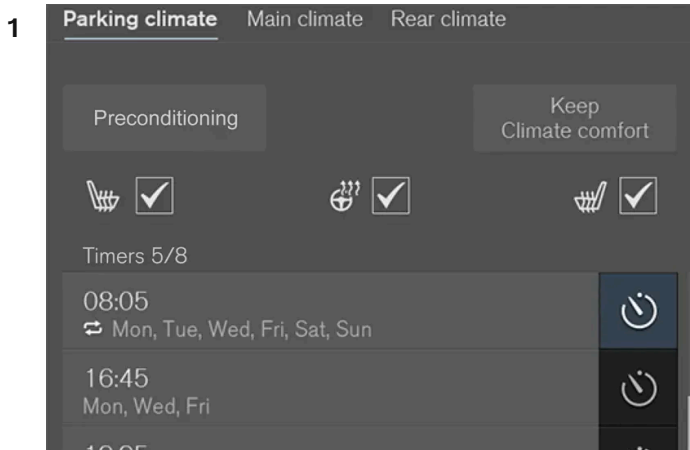 1
Parking climate Main climate Rear climate
Preconditioning
Keep
Climate comfort
Timers 5/8
08:05
Mon, Tue, Wed, Fri, Sat, Sun
16:45
Mon, Wed, Fri